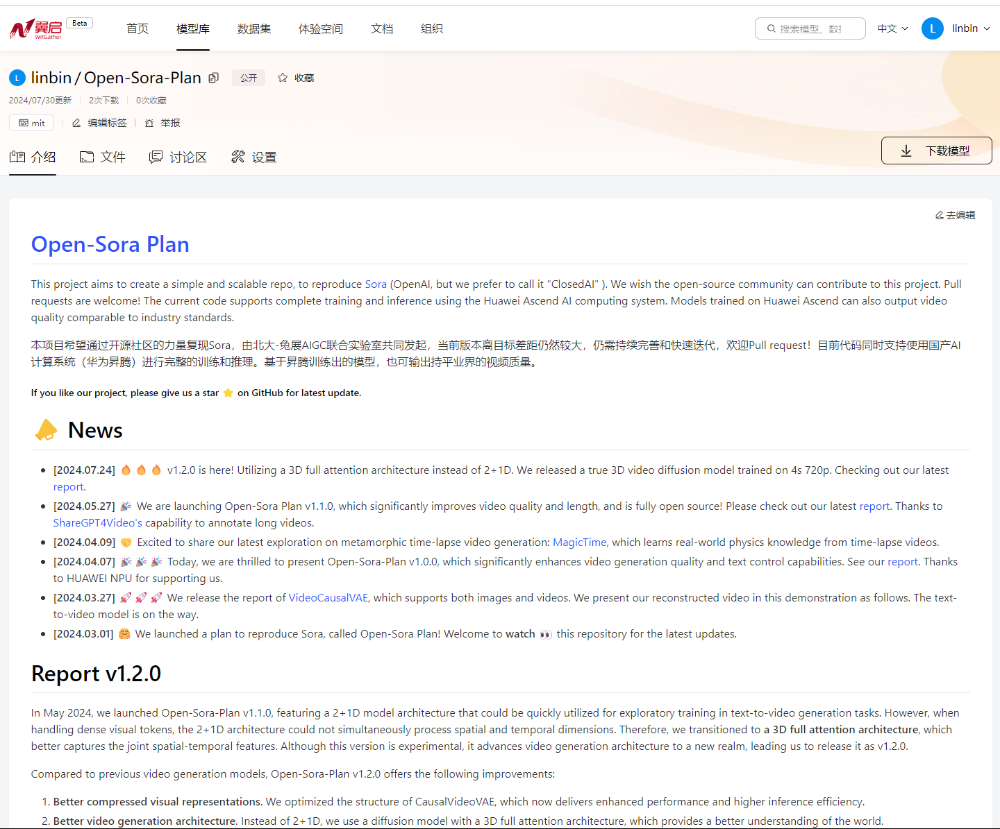 翼启 WitGather Beta 首页 模型库 数据集 体验空间 文档 组织 搜索模型、数据 中文 L linbin
L linbin / Open-Sora-Plan 公开 收藏
2024/07/30更新 2次下载 0次收藏
mit 编辑标签 举报
介绍 文件 讨论区 设置 下载模型
去编辑
Open-Sora Plan
This project aims to create a simple and scalable repo, to reproduce Sora (OpenAI, but we prefer to call it "ClosedAI" ). We wish the open-source community can contribute to this project. Pull
requests are welcome! The current code supports complete training and inference using the Huawei Ascend AI computing system. Models trained on Huawei Ascend can also output video
quality comparable to industry standards.
本项目希望通过开源社区的力量复现Sora，由北大-兔展AIGC联合实验室共同发起，当前版本离目标差距仍然较大，仍需持续完善和快速迭代，欢迎Pull request！目前代码同时支持使用国产AI
计算系统（华为昇腾）进行完整的训练和推理。基于昇腾训练出的模型，也可输出持平业界的视频质量。
If you like our project, please give us a star ⭐ on GitHub for latest update.
📣 News
• [2024.07.24] 🔥 🔥 🔥 v1.2.0 is here! Utilizing a 3D full attention architecture instead of 2+1D. We released a true 3D video diffusion model trained on 4s 720p. Checking out our latest
report.
• [2024.05.27] 🎉 We are launching Open-Sora Plan v1.1.0, which significantly improves video quality and length, and is fully open source! Please check out our latest report. Thanks to
ShareGPT4Video's capability to annotate long videos.
• [2024.04.09] 🤝 Excited to share our latest exploration on metamorphic time-lapse video generation: MagicTime, which learns real-world physics knowledge from time-lapse videos.
• [2024.04.07] 🎉 🎉 🎉 Today, we are thrilled to present Open-Sora-Plan v1.0.0, which significantly enhances video generation quality and text control capabilities. See our report. Thanks
to HUAWEI NPU for supporting us.
• [2024.03.27] 🚀 🚀 🚀 We release the report of VideoCausalVAE, which supports both images and videos. We present our reconstructed video in this demonstration as follows. The text-
to-video model is on the way.
• [2024.03.01] 🤗 We launched a plan to reproduce Sora, called Open-Sora Plan! Welcome to watch 👀 this repository for the latest updates.
Report v1.2.0
In May 2024, we launched Open-Sora-Plan v1.1.0, featuring a 2+1D model architecture that could be quickly utilized for exploratory training in text-to-video generation tasks. However, when
handling dense visual tokens, the 2+1D architecture could not simultaneously process spatial and temporal dimensions. Therefore, we transitioned to a 3D full attention architecture, which
better captures the joint spatial-temporal features. Although this version is experimental, it advances video generation architecture to a new realm, leading us to release it as v1.2.0.
Compared to previous video generation models, Open-Sora-Plan v1.2.0 offers the following improvements:
1. Better compressed visual representations. We optimized the structure of CausalVideoVAE, which now delivers enhanced performance and higher inference efficiency.
2. Better video generation architecture. Instead of 2+1D, we use a diffusion model with a 3D full attention architecture, which provides a better understanding of the world.